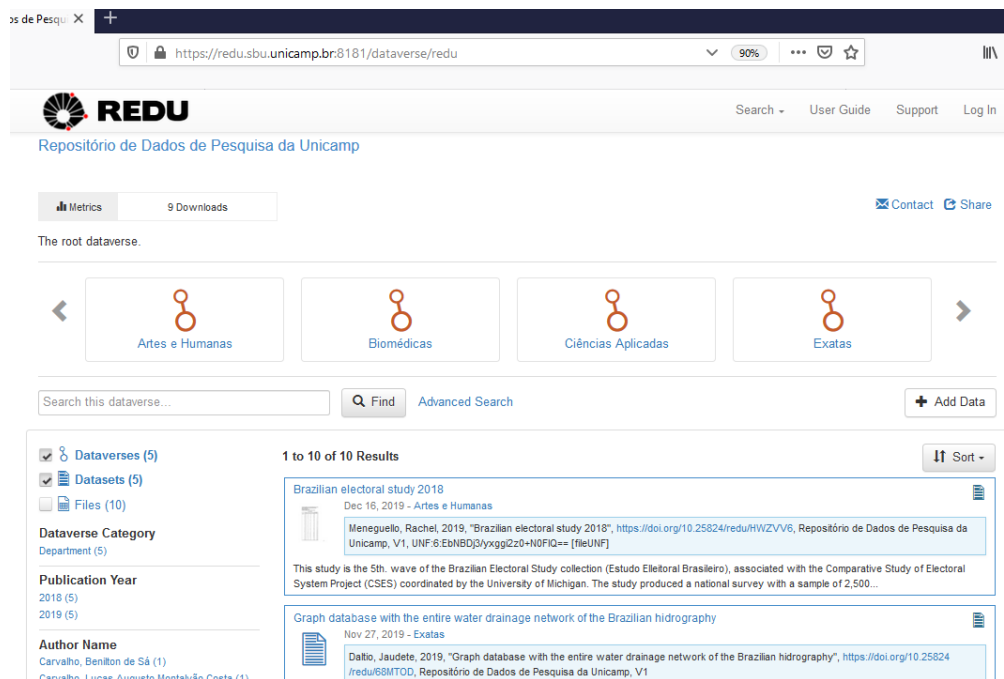 os de Pesqu
https://redu.sbu.unicamp.br:8181/dataverse/redu
90%
REDU
Search
User Guide
Support
Log In
Repositório de Dados de Pesquisa da Unicamp
Metrics
9 Downloads
Contact
Share
The root dataverse.
Artes e Humanas
Biomédicas
Ciências Aplicadas
Exatas
Search this dataverse...
Find
Advanced Search
Add Data
Dataverses (5)
Datasets (5)
Files (10)
Dataverse Category
Department (5)
Publication Year
2018 (5)
2019 (5)
Author Name
Carvalho, Benilton de Sá (1)
Carvalho, Lucas Augusto Montalvão Costa (1)
1 to 10 of 10 Results
Sort
Brazilian electoral study 2018
Dec 16, 2019 - Artes e Humanas
Meneguello, Rachel, 2019, "Brazilian electoral study 2018", https://doi.org/10.25824/redu/HWZVV6, Repositório de Dados de Pesquisa da
Unicamp, V1, UNF:6:EbNBDj3/yxggi2z0+N0FIQ== [fileUNF]
This study is the 5th. wave of the Brazilian Electoral Study collection (Estudo Elleitoral Brasileiro), associated with the Comparative Study of Electoral
System Project (CSES) coordinated by the University of Michigan. The study produced a national survey with a sample of 2,500...
Graph database with the entire water drainage network of the Brazilian hidrography
Nov 27, 2019 - Exatas
Daltio, Jaudete, 2019, "Graph database with the entire water drainage network of the Brazilian hidrography", https://doi.org/10.25824
/redu/68MTOD, Repositório de Dados de Pesquisa da Unicamp, V1